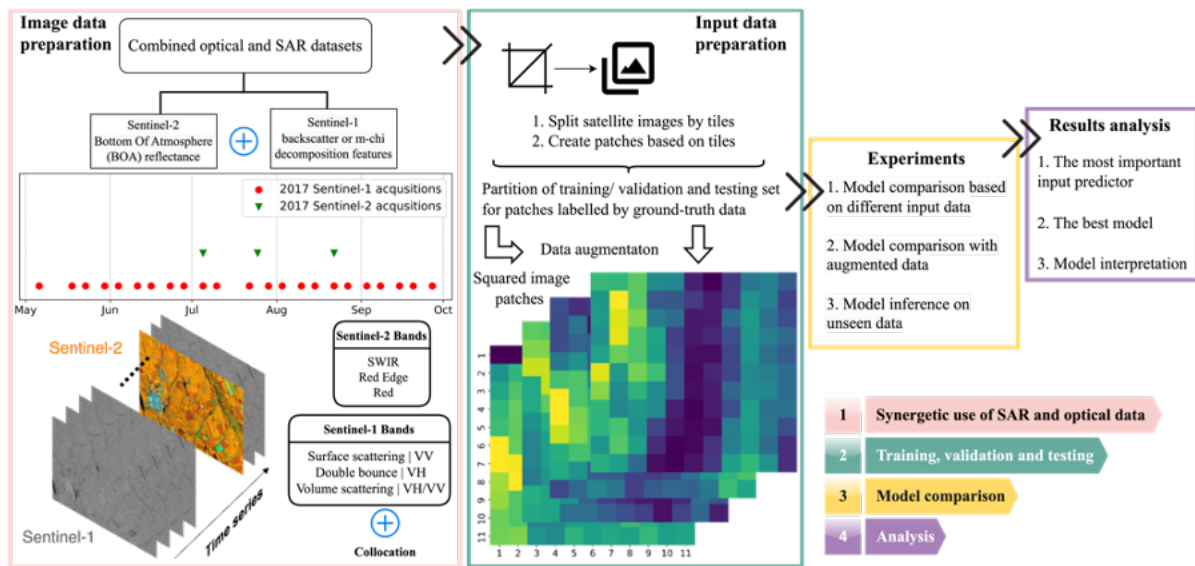 Image data
preparation
Combined optical and SAR datasets
Sentinel-2
Bottom Of Atmosphere
(BOA) reflectance
Sentinel-1
backscatter or m-chi
decomposition features
2017 Sentinel-1 acqusitions
2017 Sentinel-2 acqusitions
May Jun Jul Aug Sep Oct
Sentinel-2
Sentinel-1
Time series
Sentinel-2 Bands
SWIR
Red Edge
Red
Sentinel-1 Bands
Surface scattering | VV
Double bounce | VH
Volume scattering | VH/VV
Collocation
Input data
preparation
1. Split satellite images by tiles
2. Create patches based on tiles
Partition of training/ validation and testing set
for patches labelled by ground-truth data
Data augmentaton
Squared image
patches
1
2
3
4
5
6
7
8
9
10
11
1 2 3 4 5 6 7 8 9 10 11
Experiments
1. Model comparison based
on different input data
2. Model comparison with
augmented data
3. Model inference on
unseen data
Results analysis
1. The most important
input predictor
2. The best model
3. Model interpretation
1 Synergetic use of SAR and optical data
2 Training, validation and testing
3 Model comparison
4 Analysis